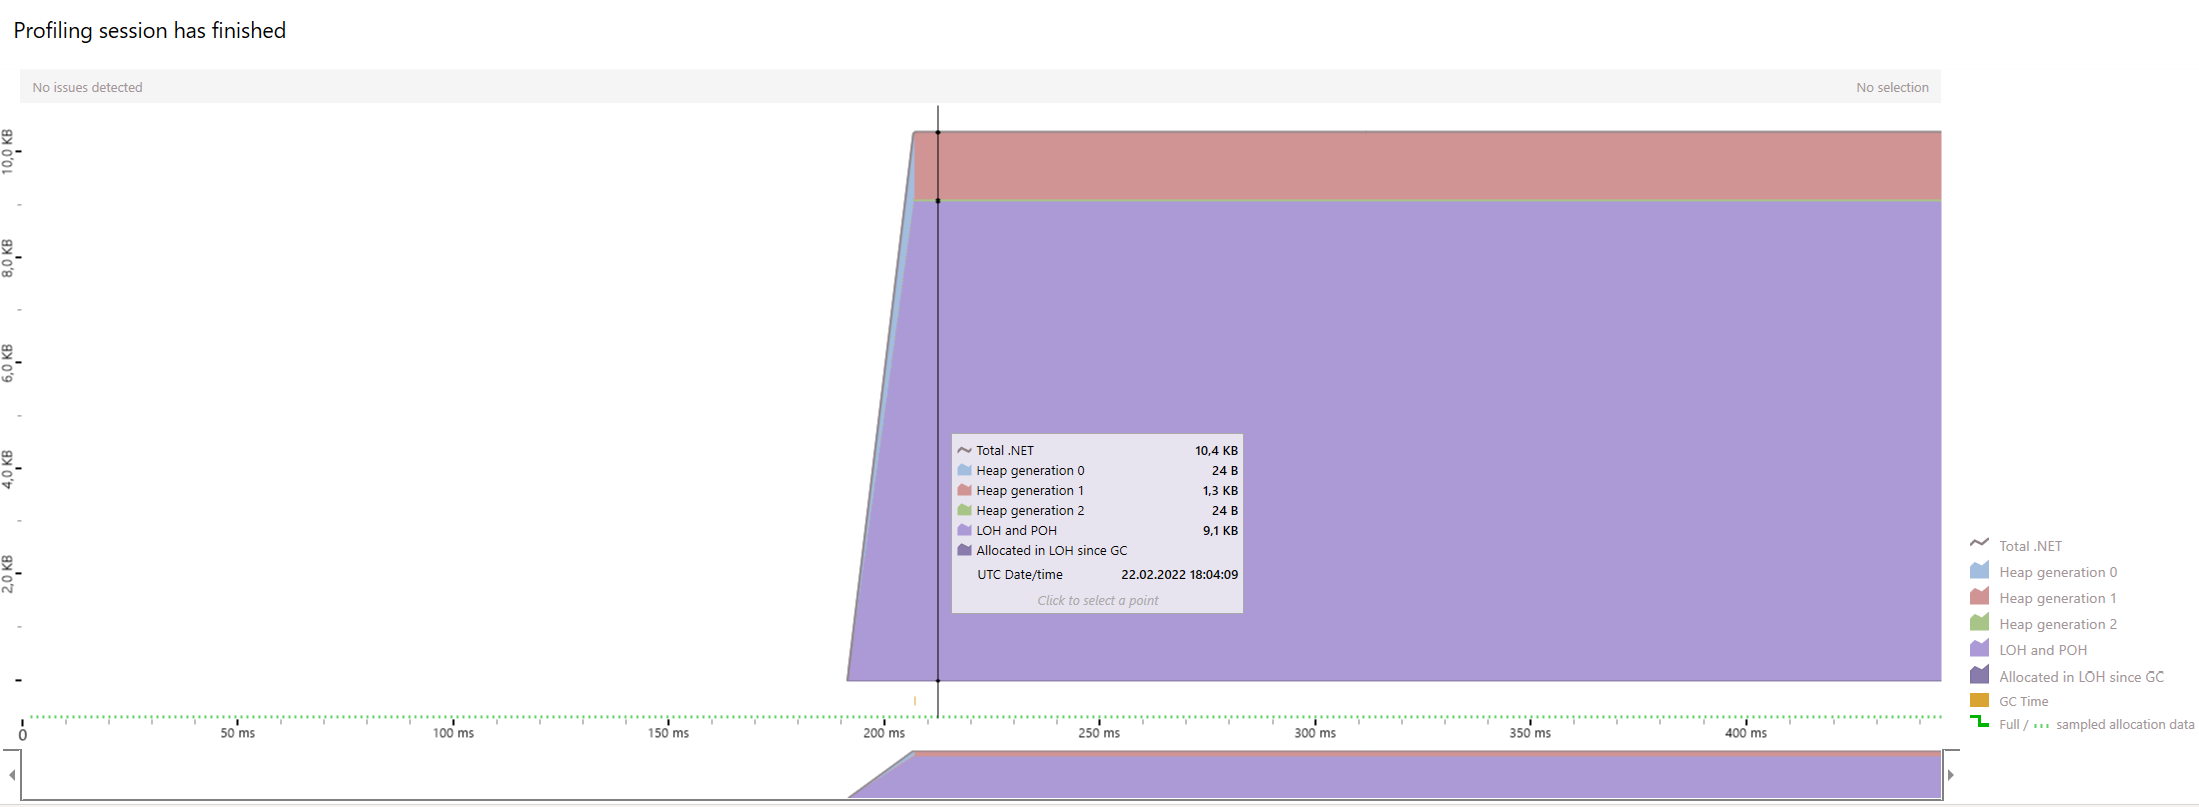 Profiling session has finished
No issues detected
No selection
10,0 KB
8,0 KB
6,0 KB
4,0 KB
2,0 KB
Total .NET 10,4 KB
Heap generation 0 24 B
Heap generation 1 1,3 KB
Heap generation 2 24 B
LOH and POH 9,1 KB
Allocated in LOH since GC
UTC Date/time 22.02.2022 18:04:09
Click to select a point
Total .NET
Heap generation 0
Heap generation 1
Heap generation 2
LOH and POH
Allocated in LOH since GC
GC Time
Full / sampled allocation data
0 50 ms 100 ms 150 ms 200 ms 250 ms 300 ms 350 ms 400 ms